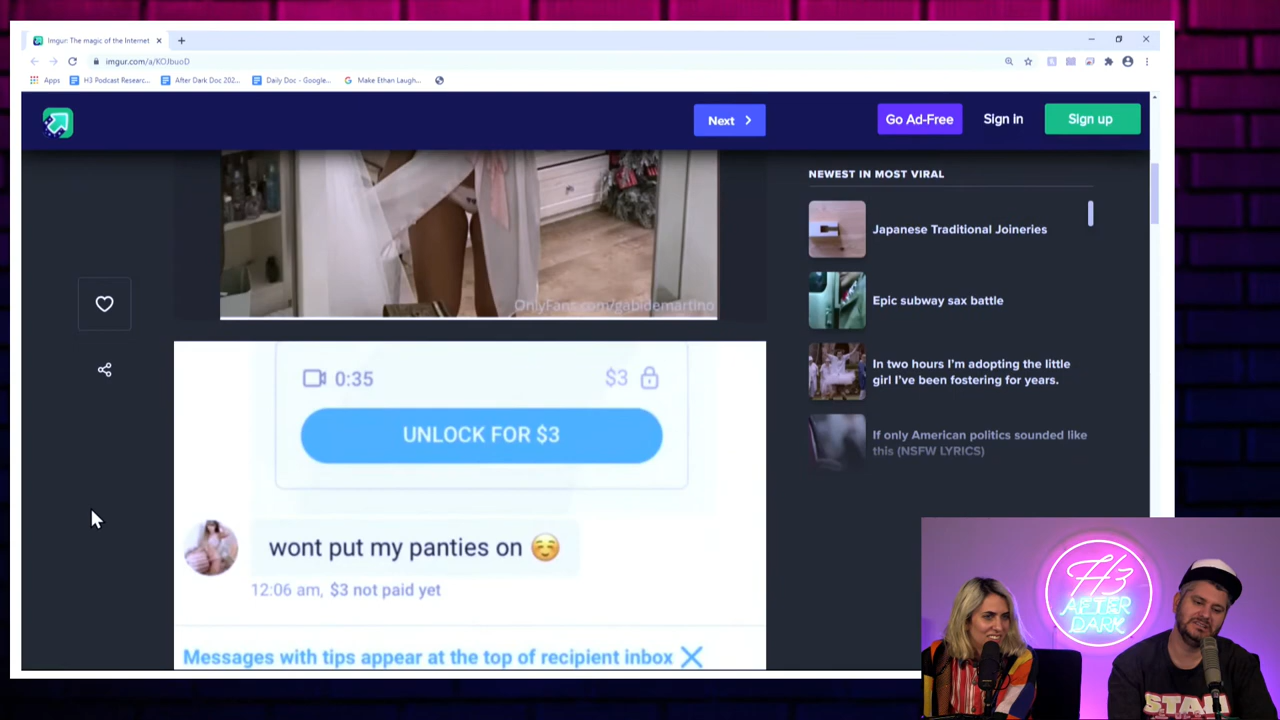 Imgur: The magic of the Internet
imgur.com/a/KOJbuoD
Apps
H3 Podcast Researc...
After Dark Doc 202...
Daily Doc - Google...
Make Ethan Laugh...
Next
Go Ad-Free
Sign in
Sign up
NEWEST IN MOST VIRAL
Japanese Traditional Joineries
Epic subway sax battle
In two hours I'm adopting the little
girl I've been fostering for years.
If only American politics sounded like
this (NSFW LYRICS)
OnlyFans.com/gabidemartino
0:35
$3
UNLOCK FOR $3
wont put my panties on ☺️
12:06 am, $3 not paid yet
Messages with tips appear at the top of recipient inbox
H3
AFTER
DARK